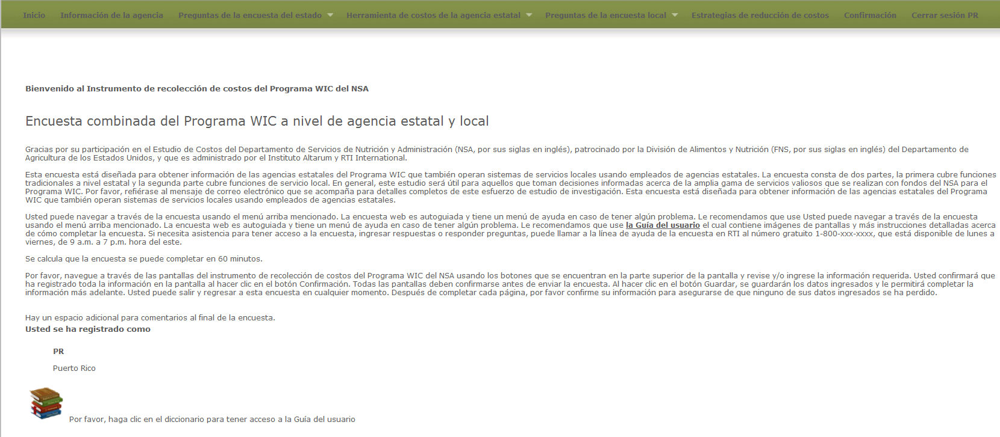 Inicio Información de la agencia Preguntas de la encuesta del estado Herramienta de costos de la agencia estatal Preguntas de la encuesta local Estrategias de reducción de costos Confirmación Cerrar sesión PR
Bienvenido al Instrumento de recolección de costos del Programa WIC del NSA
Encuesta combinada del Programa WIC a nivel de agencia estatal y local
Gracias por su participación en el Estudio de Costos del Departamento de Servicios de Nutrición y Administración (NSA, por sus siglas en inglés), patrocinado por la División de Alimentos y Nutrición (FNS, por sus siglas en inglés) del Departamento de
Agricultura de los Estados Unidos, y que es administrado por el Instituto Altarum y RTI International.
Esta encuesta está diseñada para obtener información de las agencias estatales del Programa WIC que también operan sistemas de servicios locales usando empleados de agencias estatales. La encuesta consta de dos partes, la primera cubre funciones
tradicionales a nivel estatal y la segunda parte cubre funciones de servicio local. En general, este estudio será útil para aquellos que toman decisiones informadas acerca de la amplia gama de servicios valiosos que se realizan con fondos del NSA para el
Programa WIC. Por favor, refiérase al mensaje de correo electrónico que se acompaña para detalles completos de este esfuerzo de estudio de investigación. Esta encuesta está diseñada para obtener información de las agencias estatales del Programa
WIC que también operan sistemas de servicios locales usando empleados de agencias estatales.
Usted puede navegar a través de la encuesta usando el menú arriba mencionado. La encuesta web es autoguiada y tiene un menú de ayuda en caso de tener algún problema. Le recomendamos que use Usted puede navegar a través de la encuesta
usando el menú arriba mencionado. La encuesta web es autoguiada y tiene un menú de ayuda en caso de tener algún problema. Le recomendamos que use la Guía del usuario el cual contiene imágenes de pantallas y más instrucciones detalladas acerca
de cómo completar la encuesta. Si necesita asistencia para tener acceso a la encuesta, ingresar respuestas o responder preguntas, puede llamar a la línea de ayuda de la encuesta en RTI al número gratuito 1-800-xxx-xxxx, que está disponible de lunes a
viernes, de 9 a.m. a 7 p.m. hora del este.
Se calcula que la encuesta se puede completar en 60 minutos.
Por favor, navegue a través de las pantallas del instrumento de recolección de costos del Programa WIC del NSA usando los botones que se encuentran en la parte superior de la pantalla y revise y/o ingrese la información requerida. Usted confirmará que
ha registrado toda la información en la pantalla al hacer clic en el botón Confirmación. Todas las pantallas deben confirmarse antes de enviar la encuesta. Al hacer clic en el botón Guardar, se guardarán los datos ingresados y le permitirá completar la
información más adelante. Usted puede salir y regresar a esta encuesta en cualquier momento. Después de completar cada página, por favor confirme su información para asegurarse de que ninguno de sus datos ingresados se ha perdido.
Hay un espacio adicional para comentarios al final de la encuesta.
Usted se ha registrado como
PR
Puerto Rico
Por favor, haga clic en el diccionario para tener acceso a la Guía del usuario